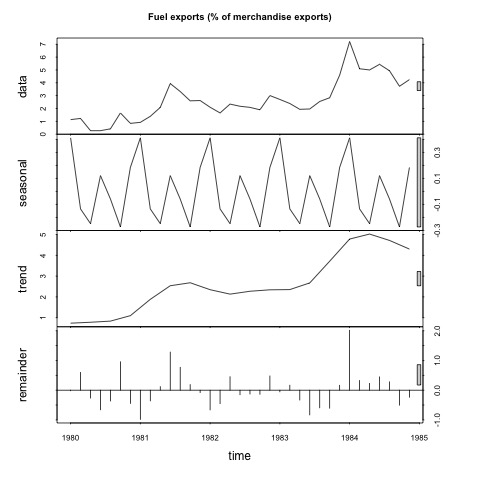 Fuel exports (% of merchandise exports)
data
0 1 2 3 4 5 6 7
seasonal
-0.3 -0.1 0.1 0.3
trend
1 2 3 4 5
remainder
-1.0 0.0 1.0 2.0
1980 1981 1982 1983 1984 1985
time